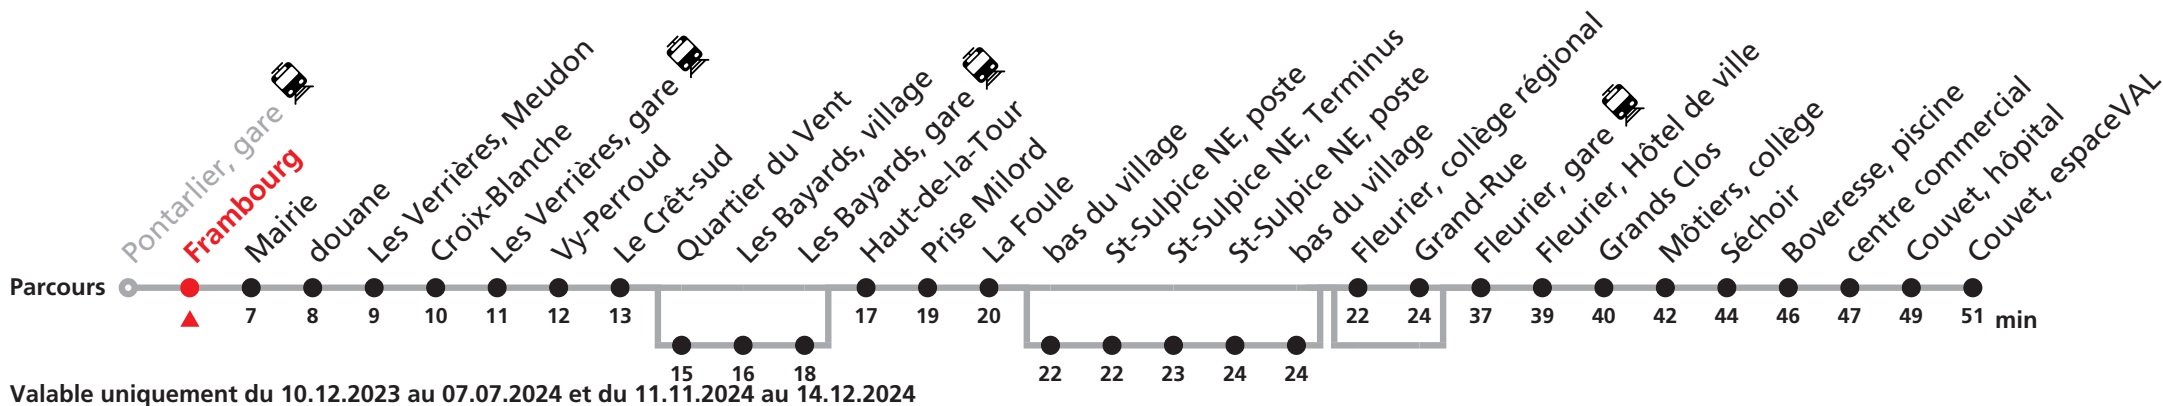 Pontarlier, gare
Frambourg
Mairie
douane
Les Verrières, Meudon
Croix-Blanche
Les Verrières, gare
Vy-Perroud
Le Crêt-sud
Quartier du Vent
Les Bayards, village
Les Bayards, gare
Haut-de-la-Tour
Prise Milord
La Foule
bas du village
St-Sulpice NE, poste
St-Sulpice NE, Terminus
St-Sulpice NE, poste
bas du village
Fleurier, collège régional
Grand-Rue
Fleurier, gare
Fleurier, Hôtel de ville
Grands Clos
Môtiers, collège
Séchoir
Boveresse, piscine
centre commercial
Couvet, hôpital
Couvet, espaceVAL
Parcours
7 8 9 10 11 12 13 17 19 20 22 24 37 39 40 42 44 46 47 49 51 min
15 16 18 22 22 23 24 24
Valable uniquement du 10.12.2023 au 07.07.2024 et du 11.11.2024 au 14.12.2024